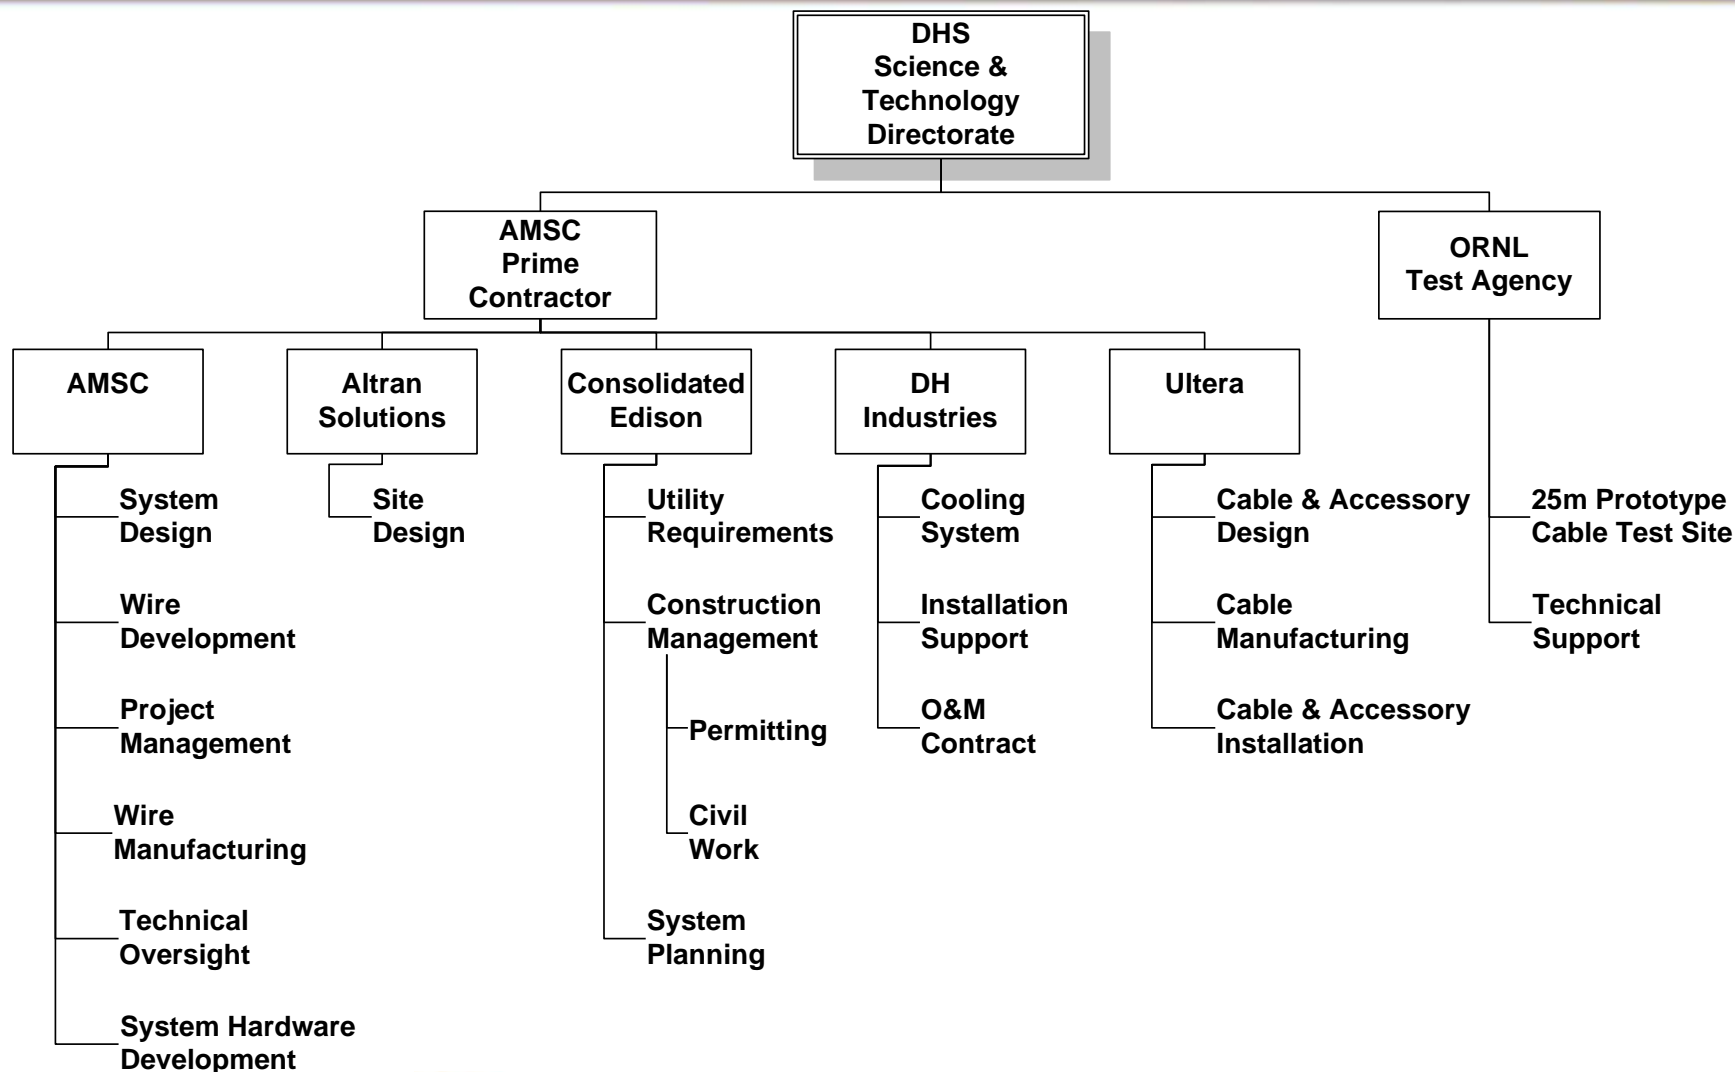 DHS
Science &
Technology
Directorate
AMSC
Prime
Contractor
ORNL
Test Agency
AMSC
Altran
Solutions
Consolidated
Edison
DH
Industries
Ultera
System
Design
Wire
Development
Project
Management
Wire
Manufacturing
Technical
Oversight
System Hardware
Development
Site
Design
Utility
Requirements
Construction
Management
Permitting
Civil
Work
System
Planning
Cooling
System
Installation
Support
O&M
Contract
Cable & Accessory
Design
Cable
Manufacturing
Cable & Accessory
Installation
25m Prototype
Cable Test Site
Technical
Support